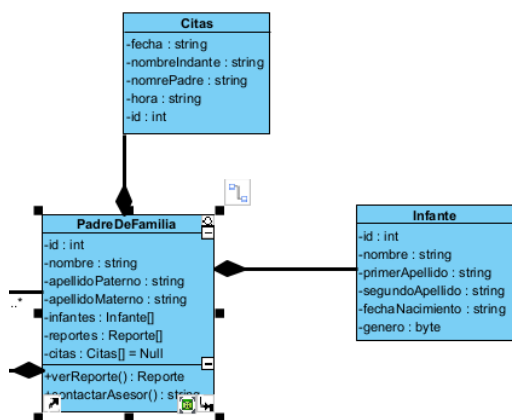 Citas
-fecha : string
-nombreIndante : string
-nomrePadre : string
-hora : string
-id : int
PadreDeFamilia
-id : int
-nombre : string
-apellidoPaterno : string
-apellidoMaterno : string
-infantes : Infante[]
-reportes : Reporte[]
-citas : Citas[] = Null
+verReporte() : Reporte
+contactarAsesor() : string
..*
Infante
-id : int
-nombre : string
-primerApellido : string
-segundoApellido : string
-fechaNacimiento : string
-genero : byte